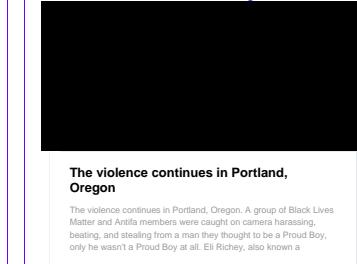 The violence continues in Portland,
Oregon
The violence continues in Portland, Oregon. A group of Black Lives
Matter and Antifa members were caught on camera harassing,
beating, and stealing from a man they thought to be a Proud Boy,
only he wasn't a Proud Boy at all. Eli Richey, also known a